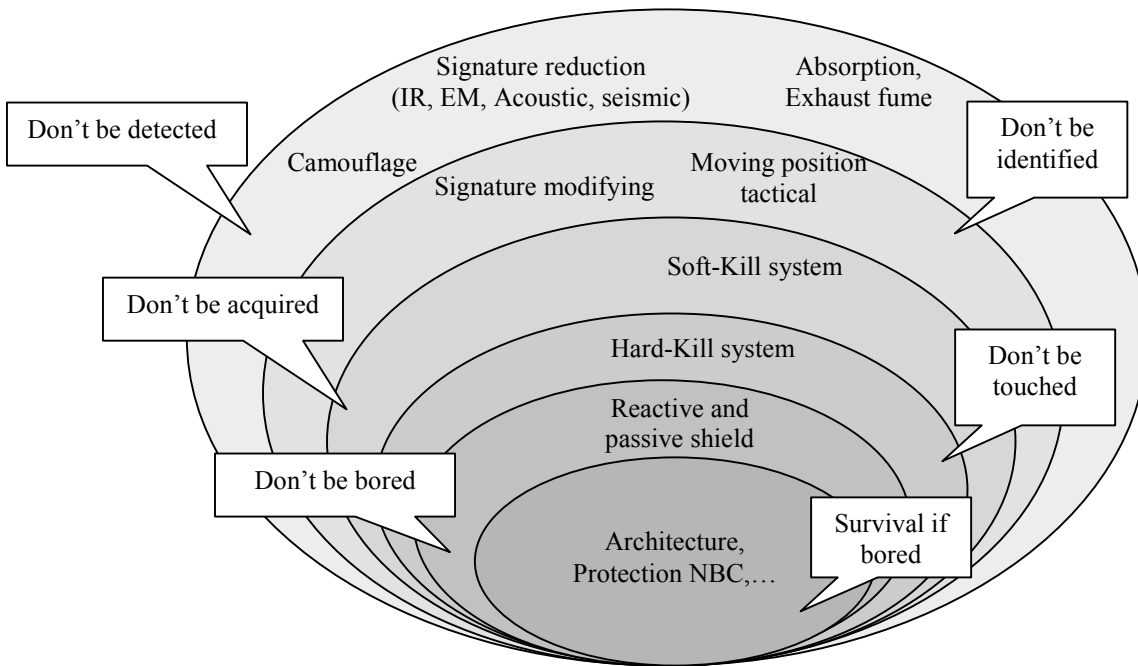 Signature reduction
(IR, EM, Acoustic, seismic)
Absorption,
Exhaust fume
Don’t be detected
Don’t be
identified
Camouflage
Signature modifying
Moving position
tactical
Soft-Kill system
Don’t be acquired
Hard-Kill system
Don’t be
touched
Reactive and
passive shield
Don’t be bored
Survival if
bored
Architecture,
Protection NBC,…